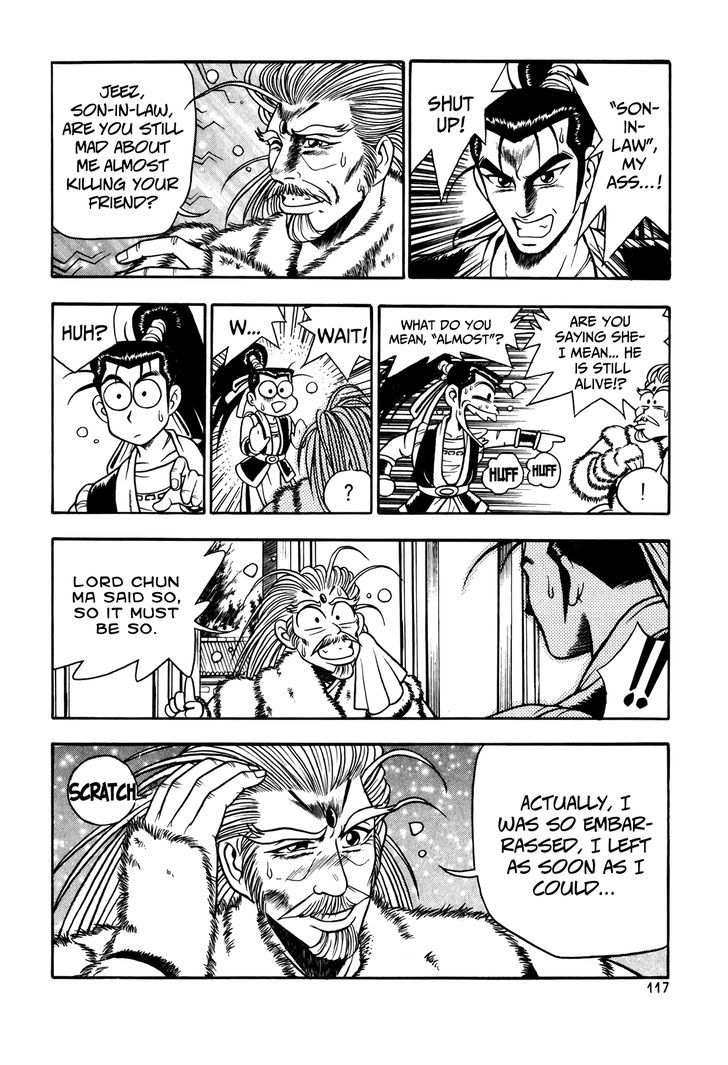 JEEZ,
SON-IN-LAW,
ARE YOU STILL
MAD ABOUT
ME ALMOST
KILLING YOUR
FRIEND?
SHUT
UP!
"SON-
IN-
LAW",
MY
ASS...!
HUH?
W...
WAIT!
?
WHAT DO YOU
MEAN, "ALMOST"?
ARE YOU
SAYING SHE-
I MEAN... HE
IS STILL
ALIVE!?
HUFF
HUFF
!
LORD CHUN
MA SAID SO,
SO IT MUST
BE SO.
!!
SCRATCH
ACTUALLY, I
WAS SO EMBAR-
RASSED, I LEFT
AS SOON AS I
COULD...
117